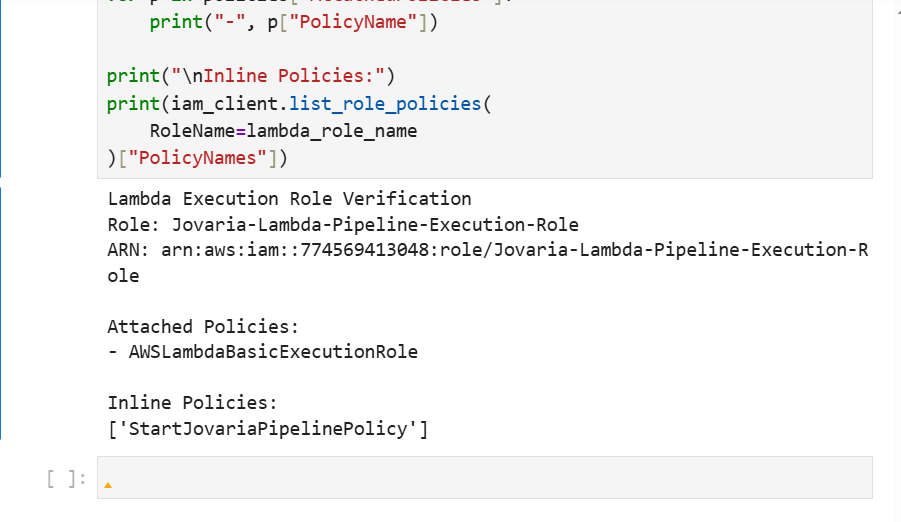 print("-", p["PolicyName"])
print("\nInline Policies:")
print(iam_client.list_role_policies(
    RoleName=lambda_role_name
)["PolicyNames"])
Lambda Execution Role Verification
Role: Jovaria-Lambda-Pipeline-Execution-Role
ARN: arn:aws:iam::774569413048:role/Jovaria-Lambda-Pipeline-Execution-R
ole
Attached Policies:
- AWSLambdaBasicExecutionRole
Inline Policies:
['StartJovariaPipelinePolicy']
[ ]: